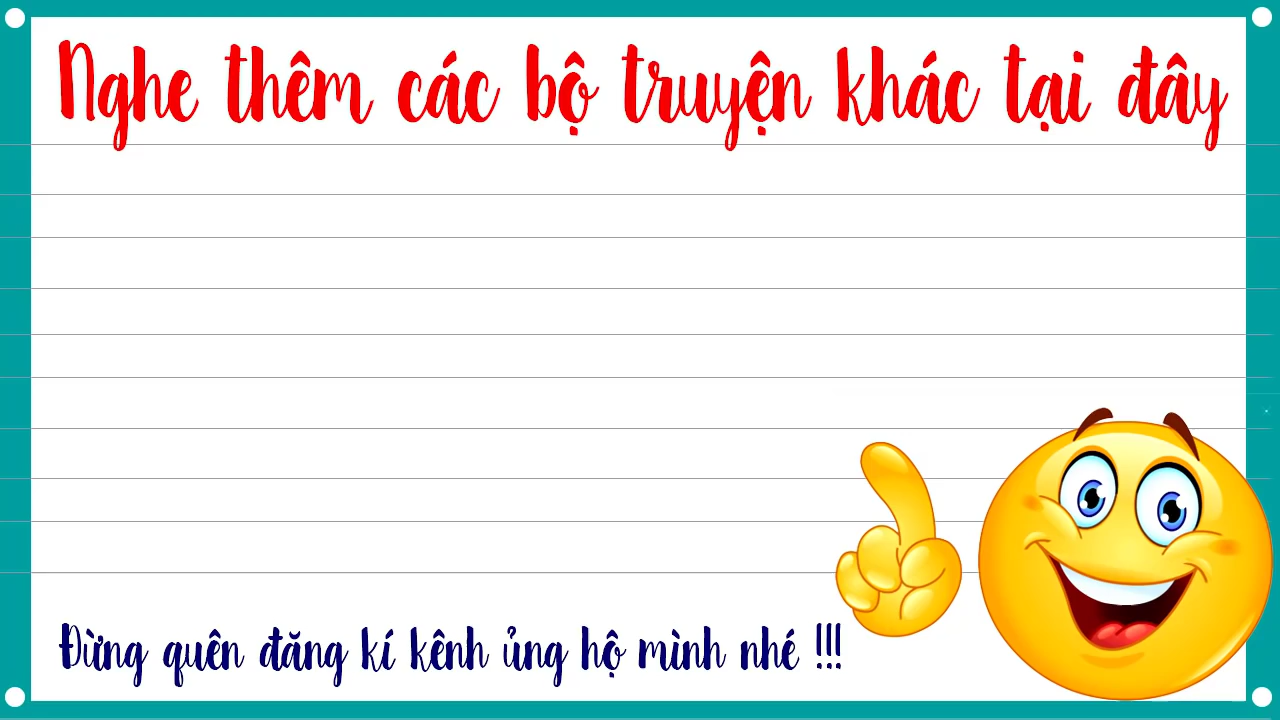 Nghe thêm các bộ truyện khác tại đây
Đừng quên đăng kí kênh ủng hộ mình nhé !!!